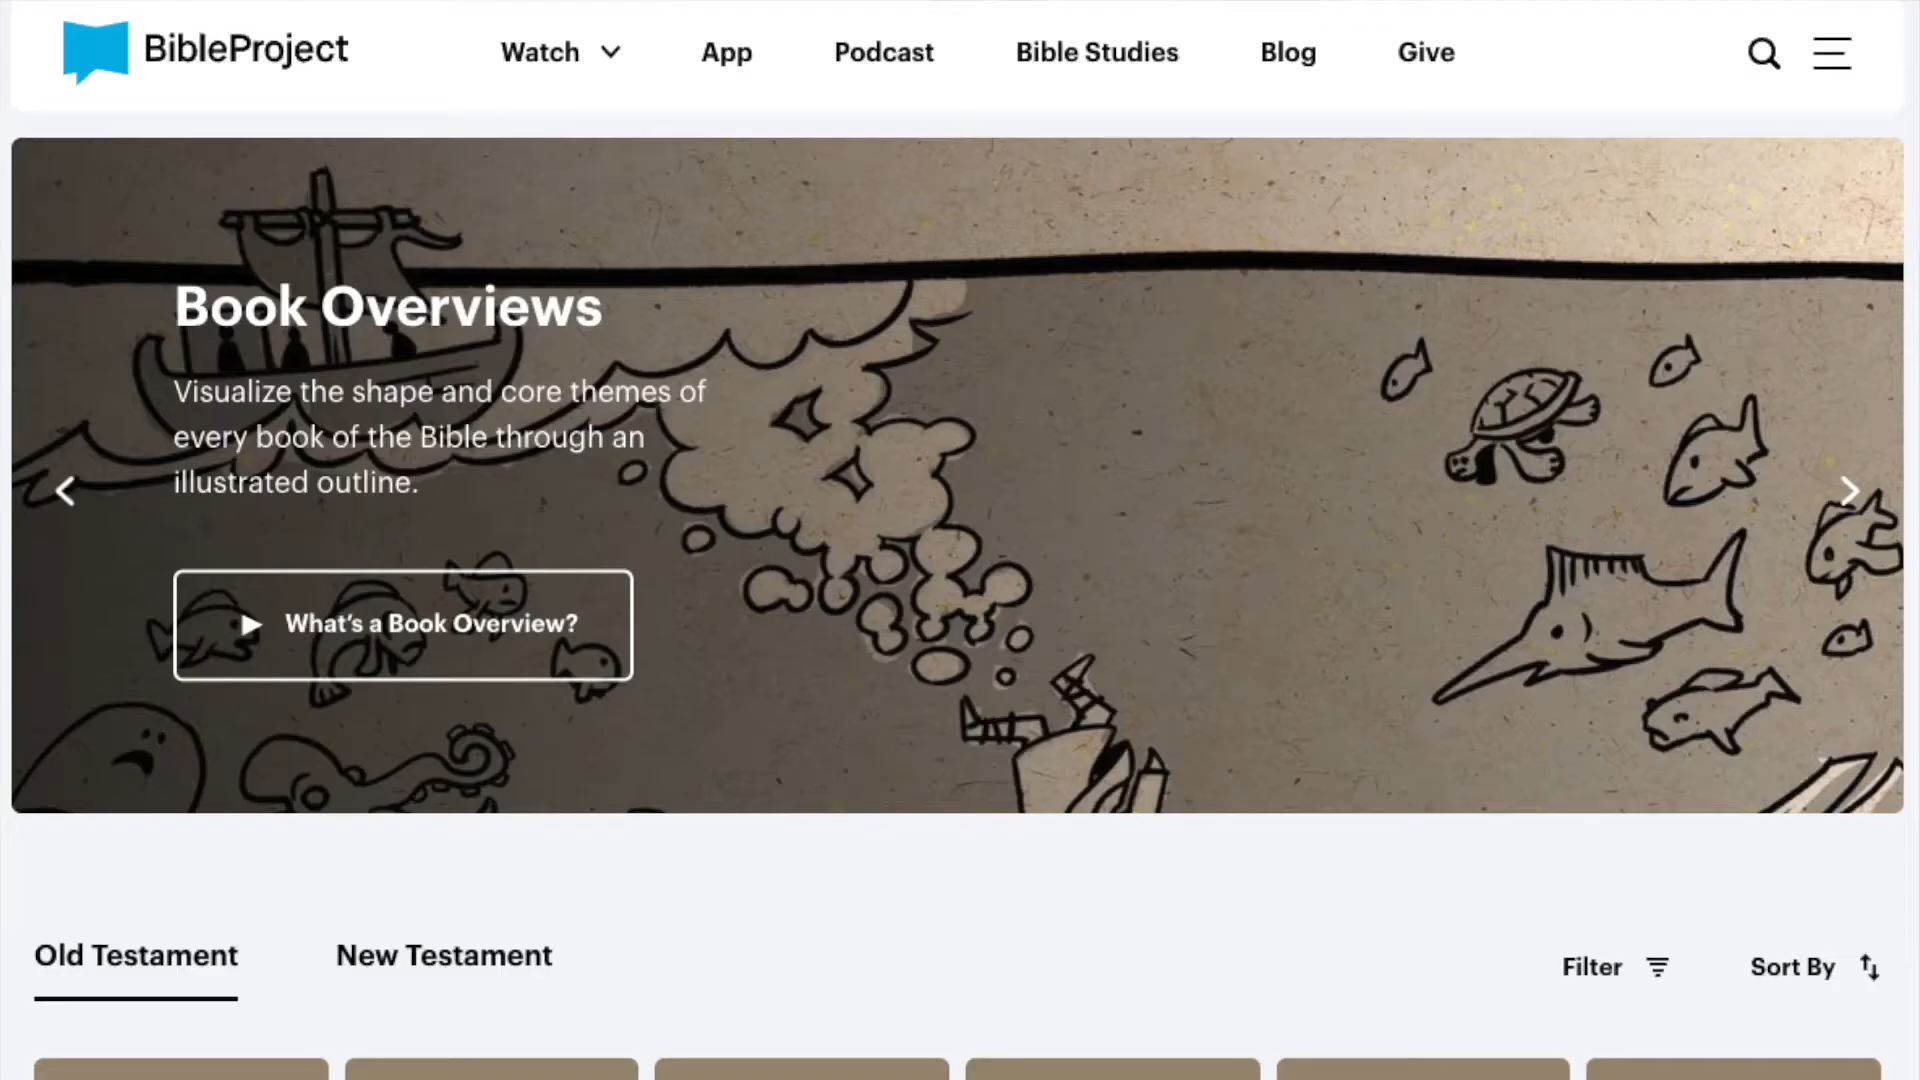 BibleProject
Watch
App
Podcast
Bible Studies
Blog
Give
Book Overviews
Visualize the shape and core themes of
every book of the Bible through an
illustrated outline.
What’s a Book Overview?
Old Testament
New Testament
Filter
Sort By